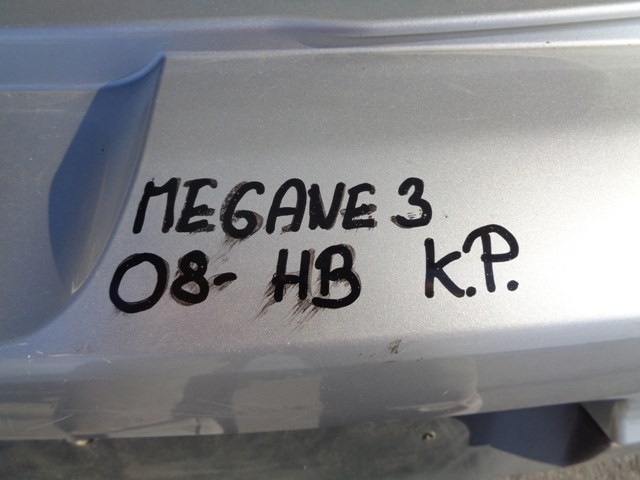 MEGANE 3
08- HB K.P.